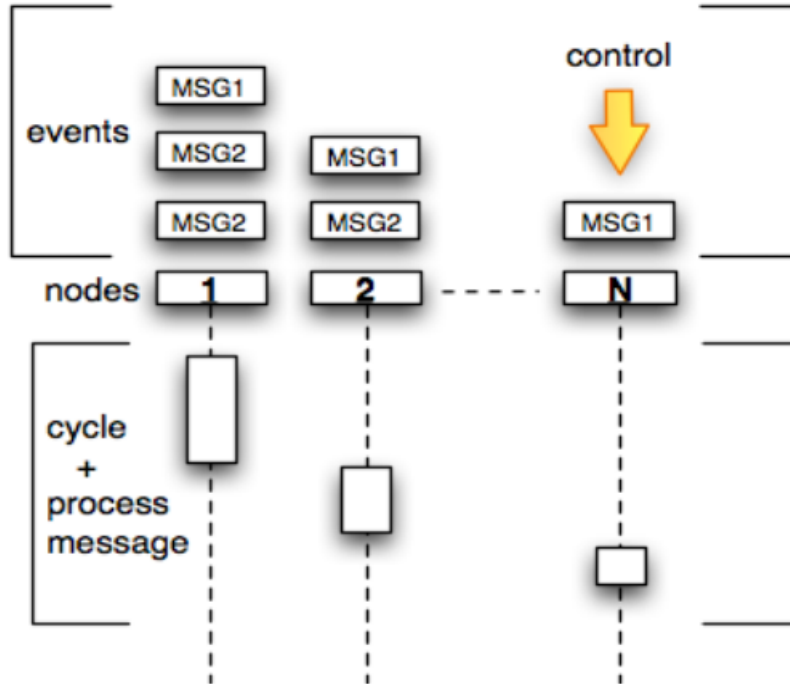 control
MSG1
events
MSG2
MSG1
MSG2
MSG2
MSG1
nodes
1
2
N
cycle
+
process
message